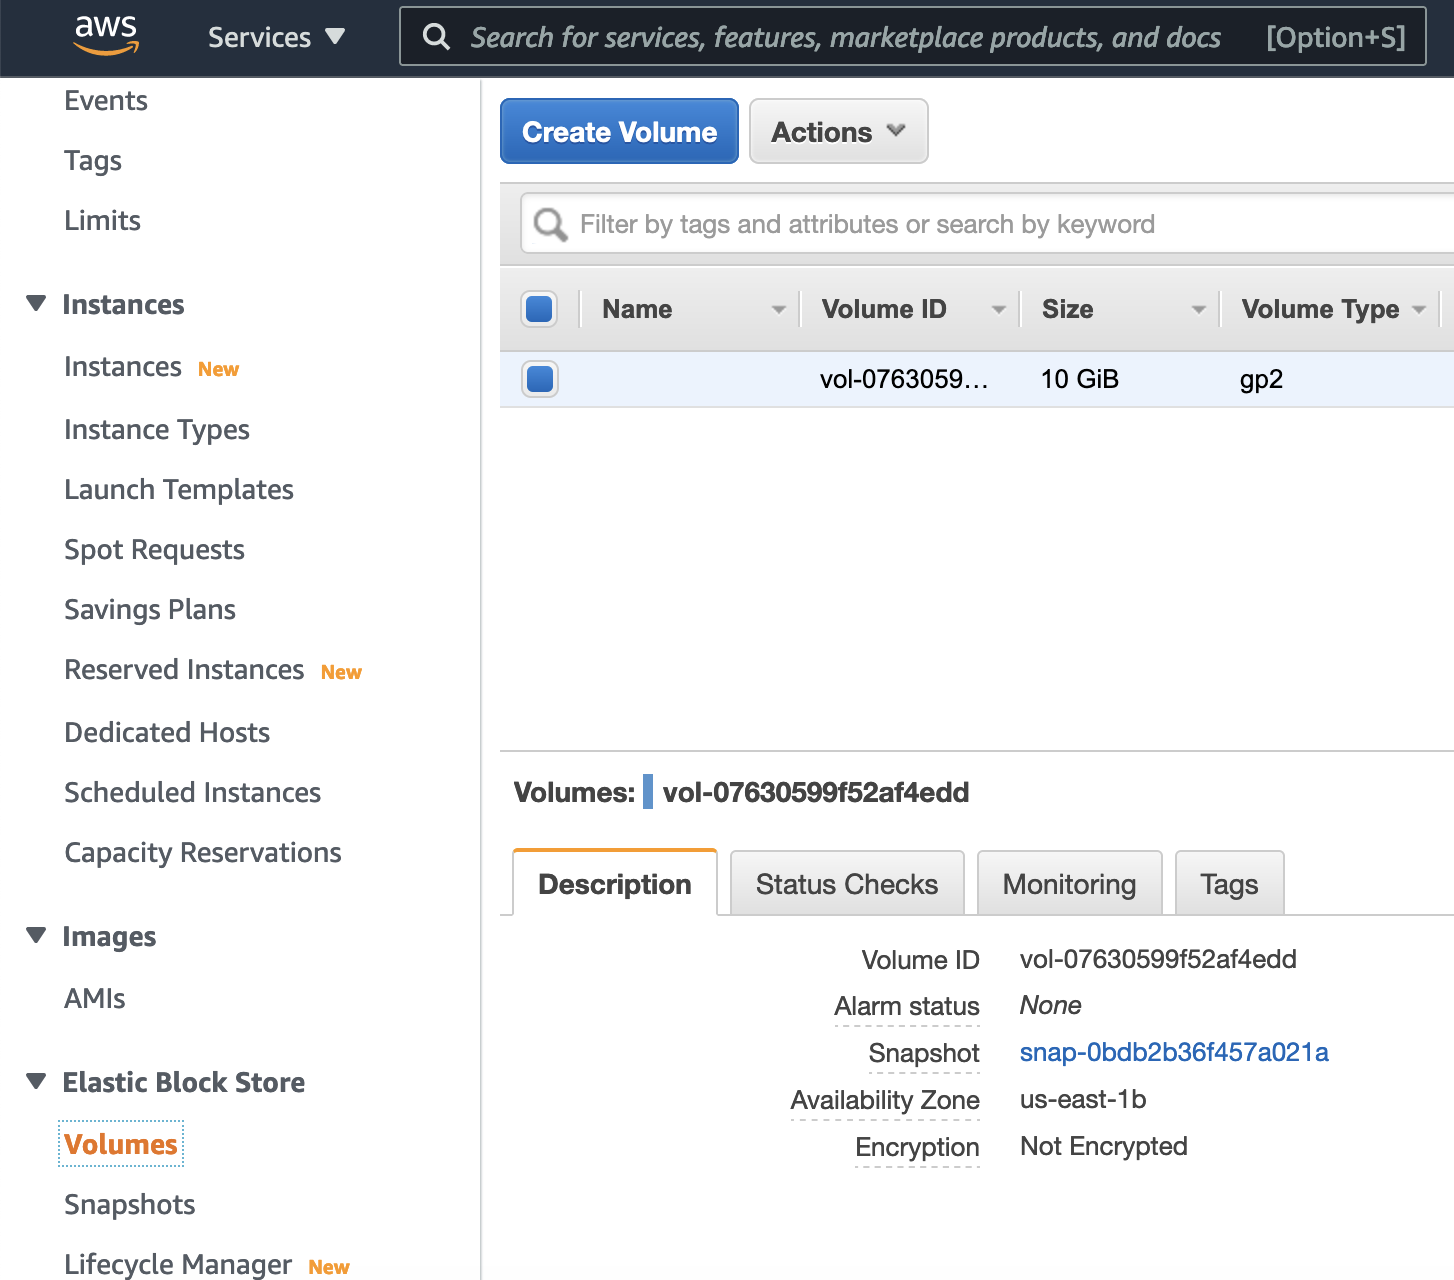 aws Services Search for services, features, marketplace products, and docs [Option+S]
Events
Tags
Limits
Instances
Instances New
Instance Types
Launch Templates
Spot Requests
Savings Plans
Reserved Instances New
Dedicated Hosts
Scheduled Instances
Capacity Reservations
Images
AMIs
Elastic Block Store
Volumes
Snapshots
Lifecycle Manager New
Create Volume Actions
Filter by tags and attributes or search by keyword
Name Volume ID Size Volume Type
vol-0763059... 10 GiB gp2
Volumes: vol-07630599f52af4edd
Description Status Checks Monitoring Tags
Volume ID vol-07630599f52af4edd
Alarm status None
Snapshot snap-0bdb2b36f457a021a
Availability Zone us-east-1b
Encryption Not Encrypted